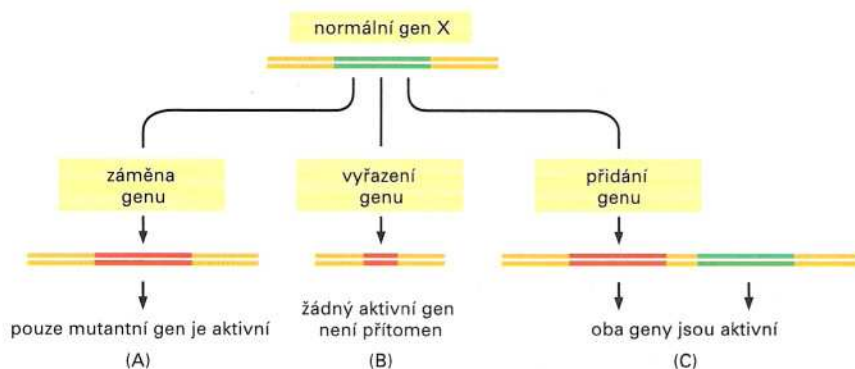 normální gen X
záměna
genu
vyřazení
genu
přidání
genu
pouze mutantní gen je aktivní
žádný aktivní gen
není přítomen
oba geny jsou aktivní
(A)
(B)
(C)